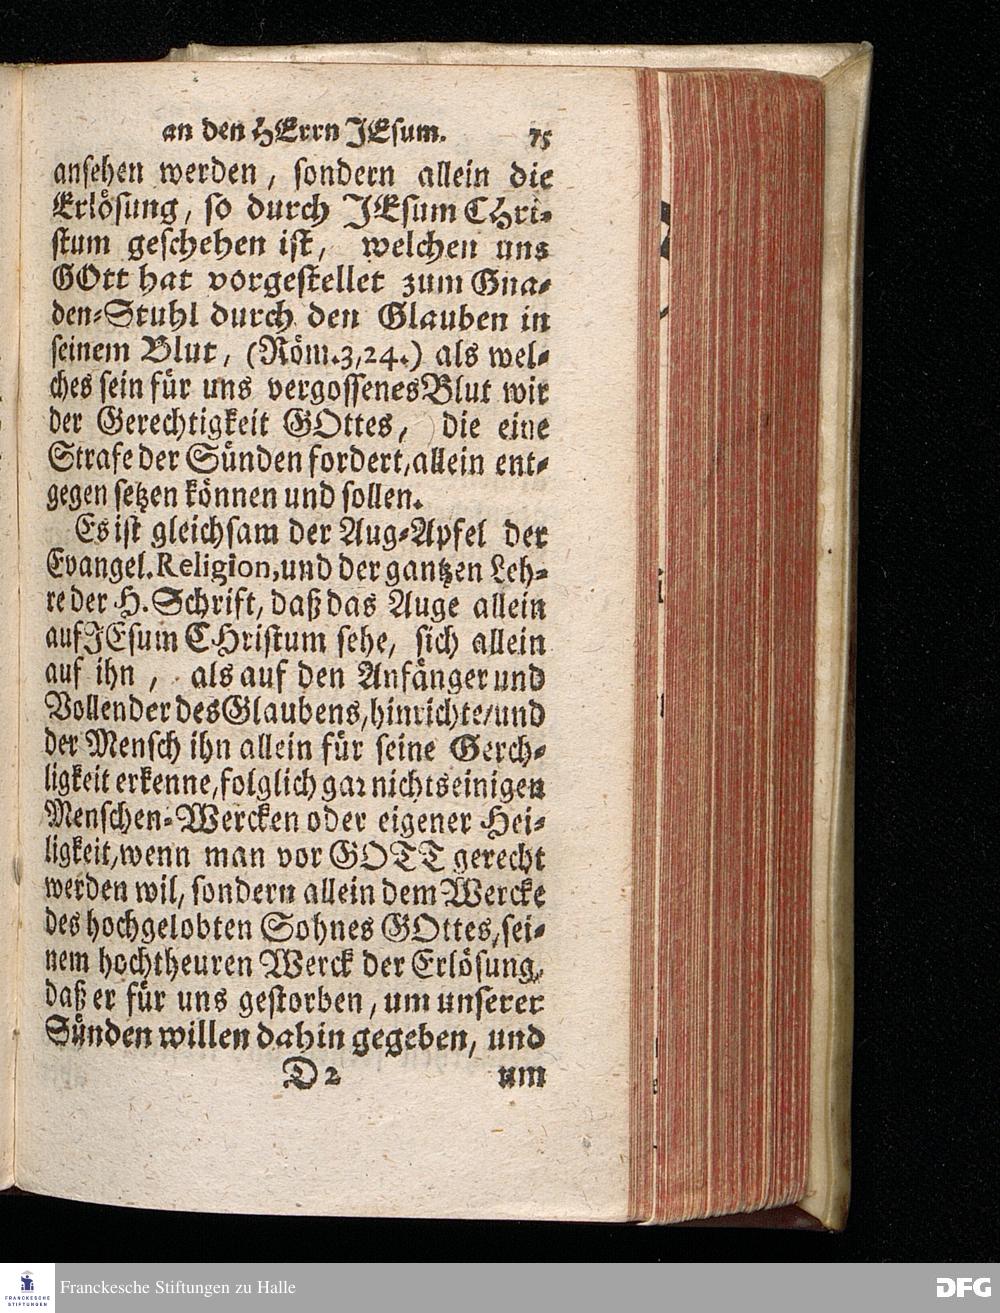 an den HErrn JEsum. 75
ansehen werden, sondern allein die
Erlösung, so durch JEsum CHri-
stum geschehen ist, welchen uns
GOtt hat vorgestellet zum Gna-
den-Stuhl durch den Glauben in
seinem Blut, (Röm.3,24.) als wel-
ches sein für uns vergossenes Blut wir
der Gerechtigkeit GOttes, die eine
Strafe der Sünden fordert, allein ent-
gegen setzen können und sollen.
Es ist gleichsam der Aug-Apfel der
Evangel. Religion, und der gantzen Leh-
re der H. Schrift, daß das Auge allein
auf JEsum CHristum sehe, sich allein
auf ihn, als auf den Anfänger und
Vollender des Glaubens, hinrichte/ und
der Mensch ihn allein für seine Gerch-
ligkeit erkenne, folglich gar nichts einigen
Menschen-Wercken oder eigener Hei-
ligkeit, wenn man vor GOTT gerecht
werden wil, sondern allein dem Wercke
des hochgelobten Sohnes GOttes, sei-
nem hochtheuren Werck der Erlösung,
daß er für uns gestorben, um unserer
Sünden willen dahin gegeben, und
D 2 um
FRANCKESCHE
STIFTUNGEN
Franckesche Stiftungen zu Halle
DFG